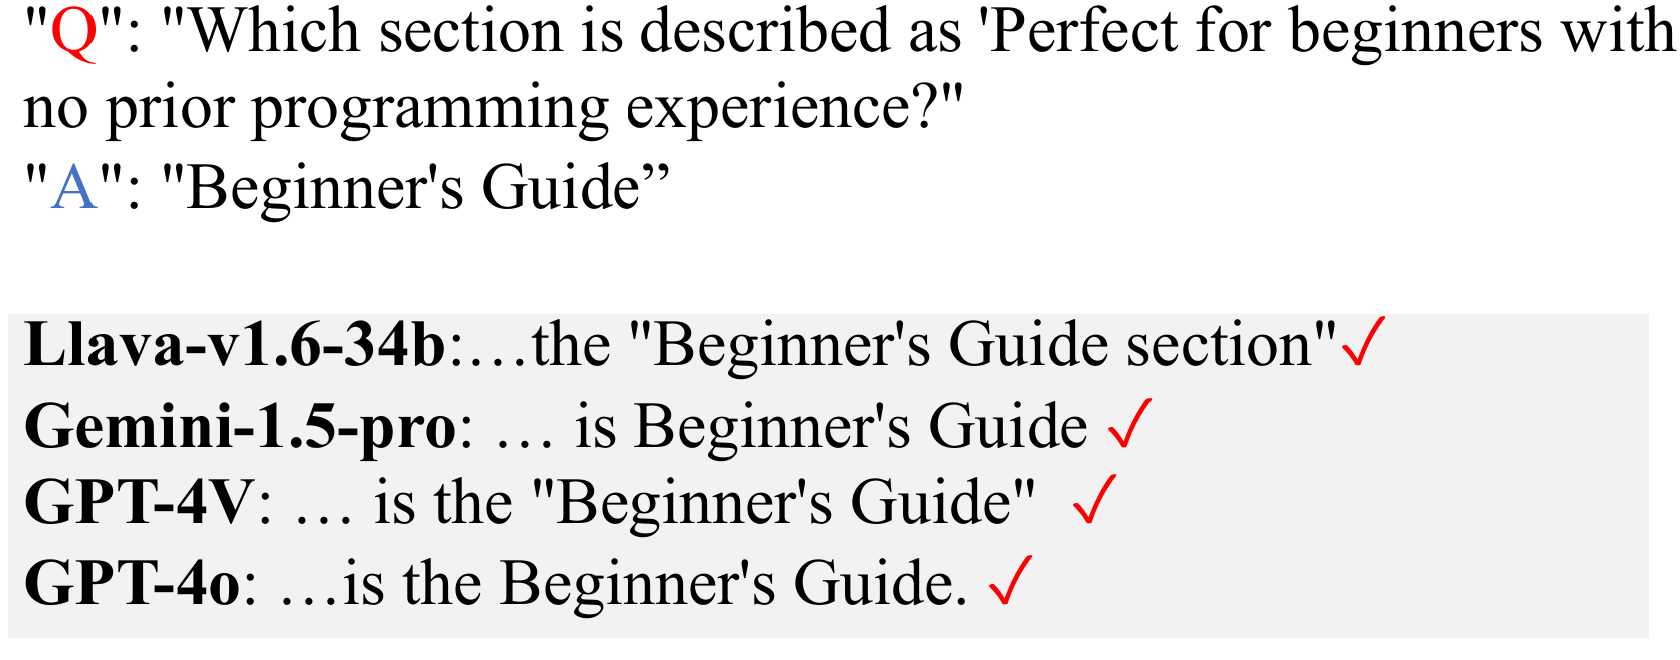 "Q": "Which section is described as 'Perfect for beginners with
no prior programming experience?"
"A": "Beginner's Guide”
Llava-v1.6-34b:…the "Beginner's Guide section"✓
Gemini-1.5-pro: … is Beginner's Guide ✓
GPT-4V: … is the "Beginner's Guide" ✓
GPT-4o: …is the Beginner's Guide. ✓